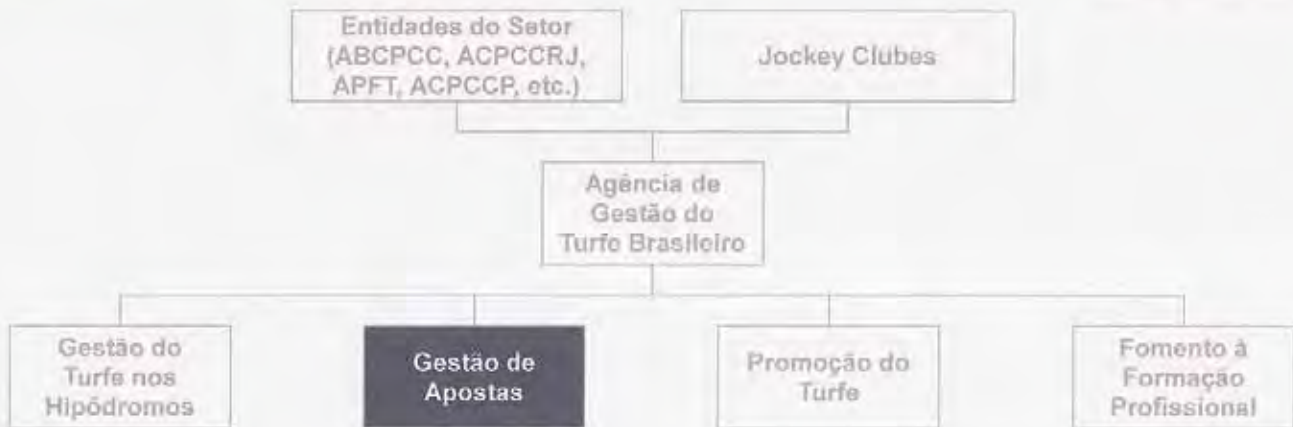 Entidades do Setor
(ABCPCC, ACPCCRJ,
APFT, ACPCCP, etc.)
Jockey Clubes
Agência de
Gestão do
Turfe Brasileiro
Gestão do
Turfe nos
Hipódromos
Gestão de
Apostas
Promoção do
Turfe
Fomento à
Formação
Profissional